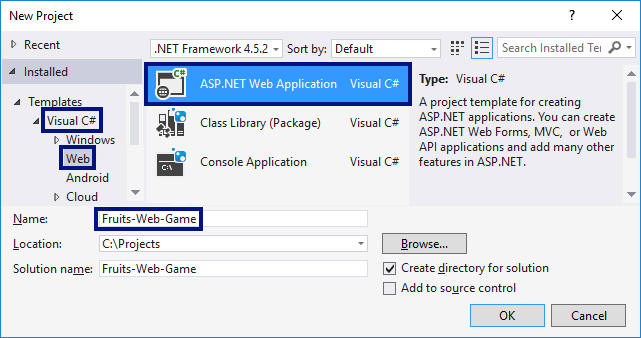 New Project
Recent
.NET Framework 4.5.2
Sort by:
Default
Search Installed Te
Installed
Templates
Visual C#
Windows
Web
Android
Cloud
C#
ASP.NET Web Application
Visual C#
Class Library (Package)
Visual C#
C:\
Console Application
Visual C#
Type: Visual C#
A project template for creating
ASP.NET applications. You can create
ASP.NET Web Forms, MVC, or Web
API applications and add many other
features in ASP.NET.
Name:
Fruits-Web-Game
Location:
C:\Projects
Browse...
Solution name:
Fruits-Web-Game
Create directory for solution
Add to source control
OK
Cancel